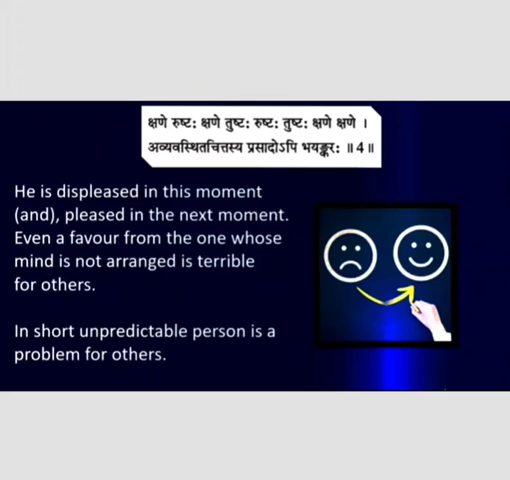 क्षणे रुष्ट: क्षणे तुष्ट: रुष्ट: तुष्ट: क्षणे क्षणे ।
अव्यवस्थितचित्तस्य प्रसादोऽपि भयङ्कर: ॥4॥
He is displeased in this moment
(and), pleased in the next moment.
Even a favour from the one whose
mind is not arranged is terrible
for others.
In short unpredictable person is a
problem for others.